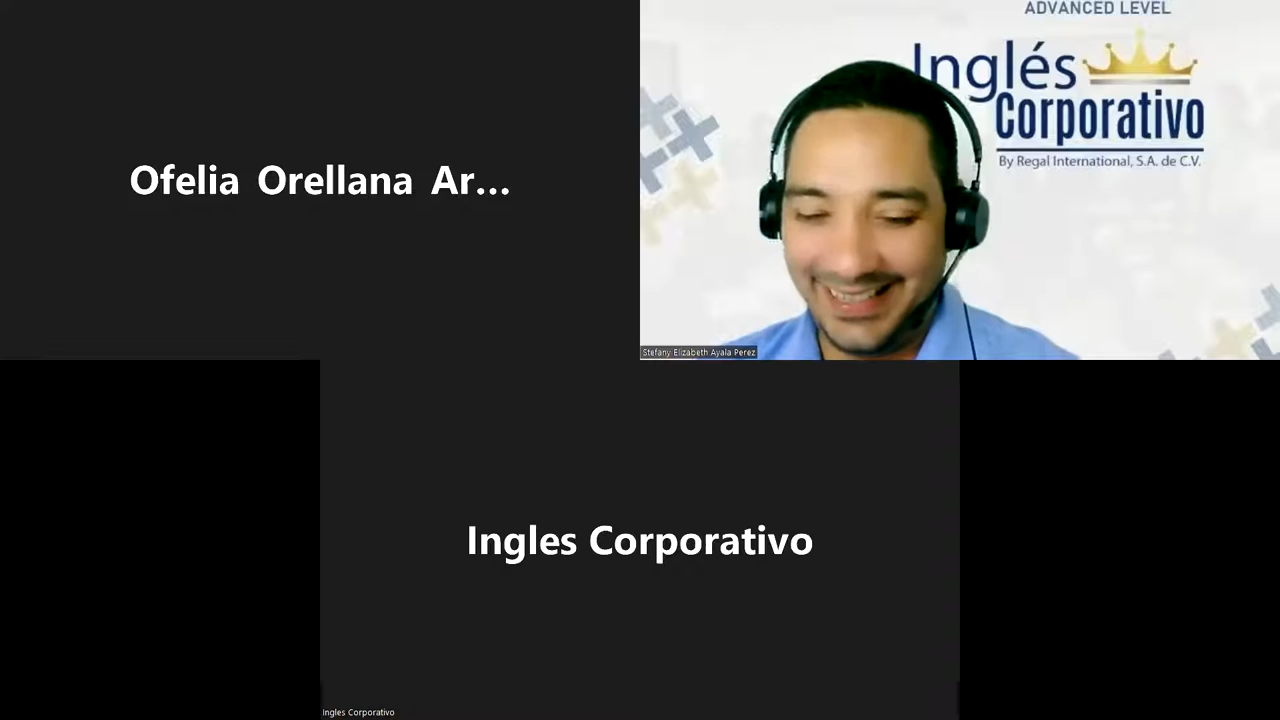 Ofelia Orellana Ar...
ADVANCED LEVEL
Inglés
Corporativo
By Regal International, S.A. de C.V.
Stefany Elizabeth Ayala Perez
Ingles Corporativo
Ingles Corporativo